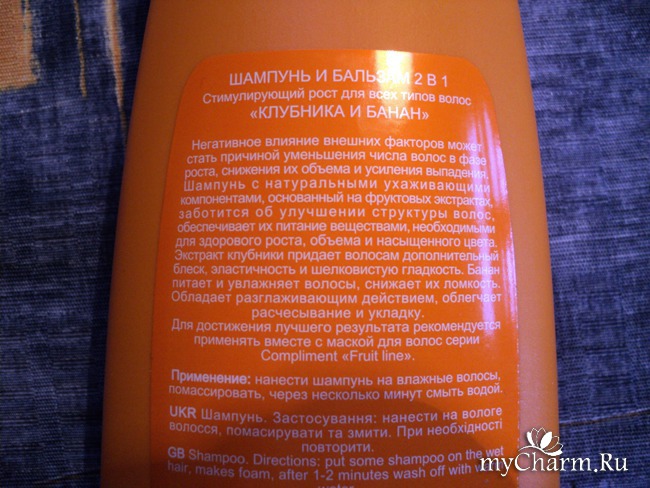 ШАМПУНЬ И БАЛЬЗАМ 2 В 1
Стимулирующий рост для всех типов волос
«КЛУБНИКА И БАНАН»
Негативное влияние внешних факторов может
стать причиной уменьшения числа волос в фазе
роста, снижения их объема и усиления выпадения.
Шампунь с натуральными ухаживающими
компонентами, основанный на фруктовых экстрактах,
заботится об улучшении структуры волос,
обеспечивает их питание веществами, необходимыми
для здорового роста, объема и насыщенного цвета.
Экстракт клубники придает волосам дополнительный
блеск, эластичность и шелковистую гладкость. Банан
питает и увлажняет волосы, снижает их ломкость.
Обладает разглаживающим действием, облегчает
расчесывание и укладку.
Для достижения лучшего результата рекомендуется
применять вместе с маской для волос серии
Compliment «Fruit line».
Применение: нанести шампунь на влажные волосы,
помассировать, через несколько минут смыть водой.
UKR Шампунь. Застосування: нанести на вологе
волосся, помасирувати та змити. При необхідності
повторити.
GB Shampoo. Directions: put some shampoo on the wet
hair, makes foam, after 1-2 minutes wash off with
water
myCharm.Ru